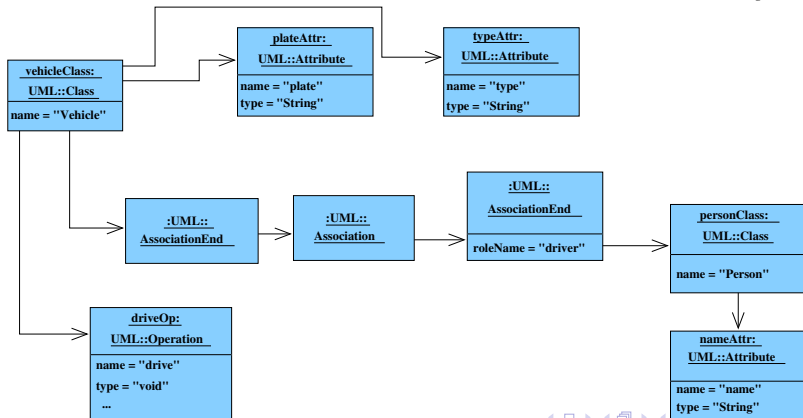 plateAttr:
UML::Attribute
name = "plate"
type = "String"
typeAttr:
UML::Attribute
name = "type"
type = "String"
vehicleClass:
UML::Class
name = "Vehicle"
:UML::
AssociationEnd
:UML::
Association
:UML::
AssociationEnd
roleName = "driver"
personClass:
UML::Class
name = "Person"
driveOp:
UML::Operation
name = "drive"
type = "void"
...
nameAttr:
UML::Attribute
name = "name"
type = "String"